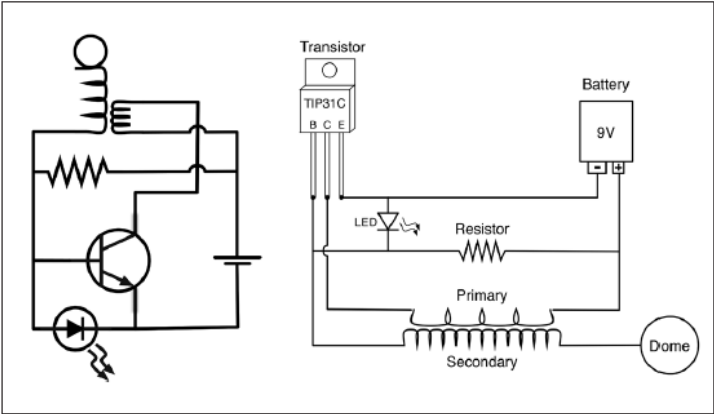 Transistor
TIP31C
B C E
Battery
9V
- +
LED
Resistor
Primary
Secondary
Dome